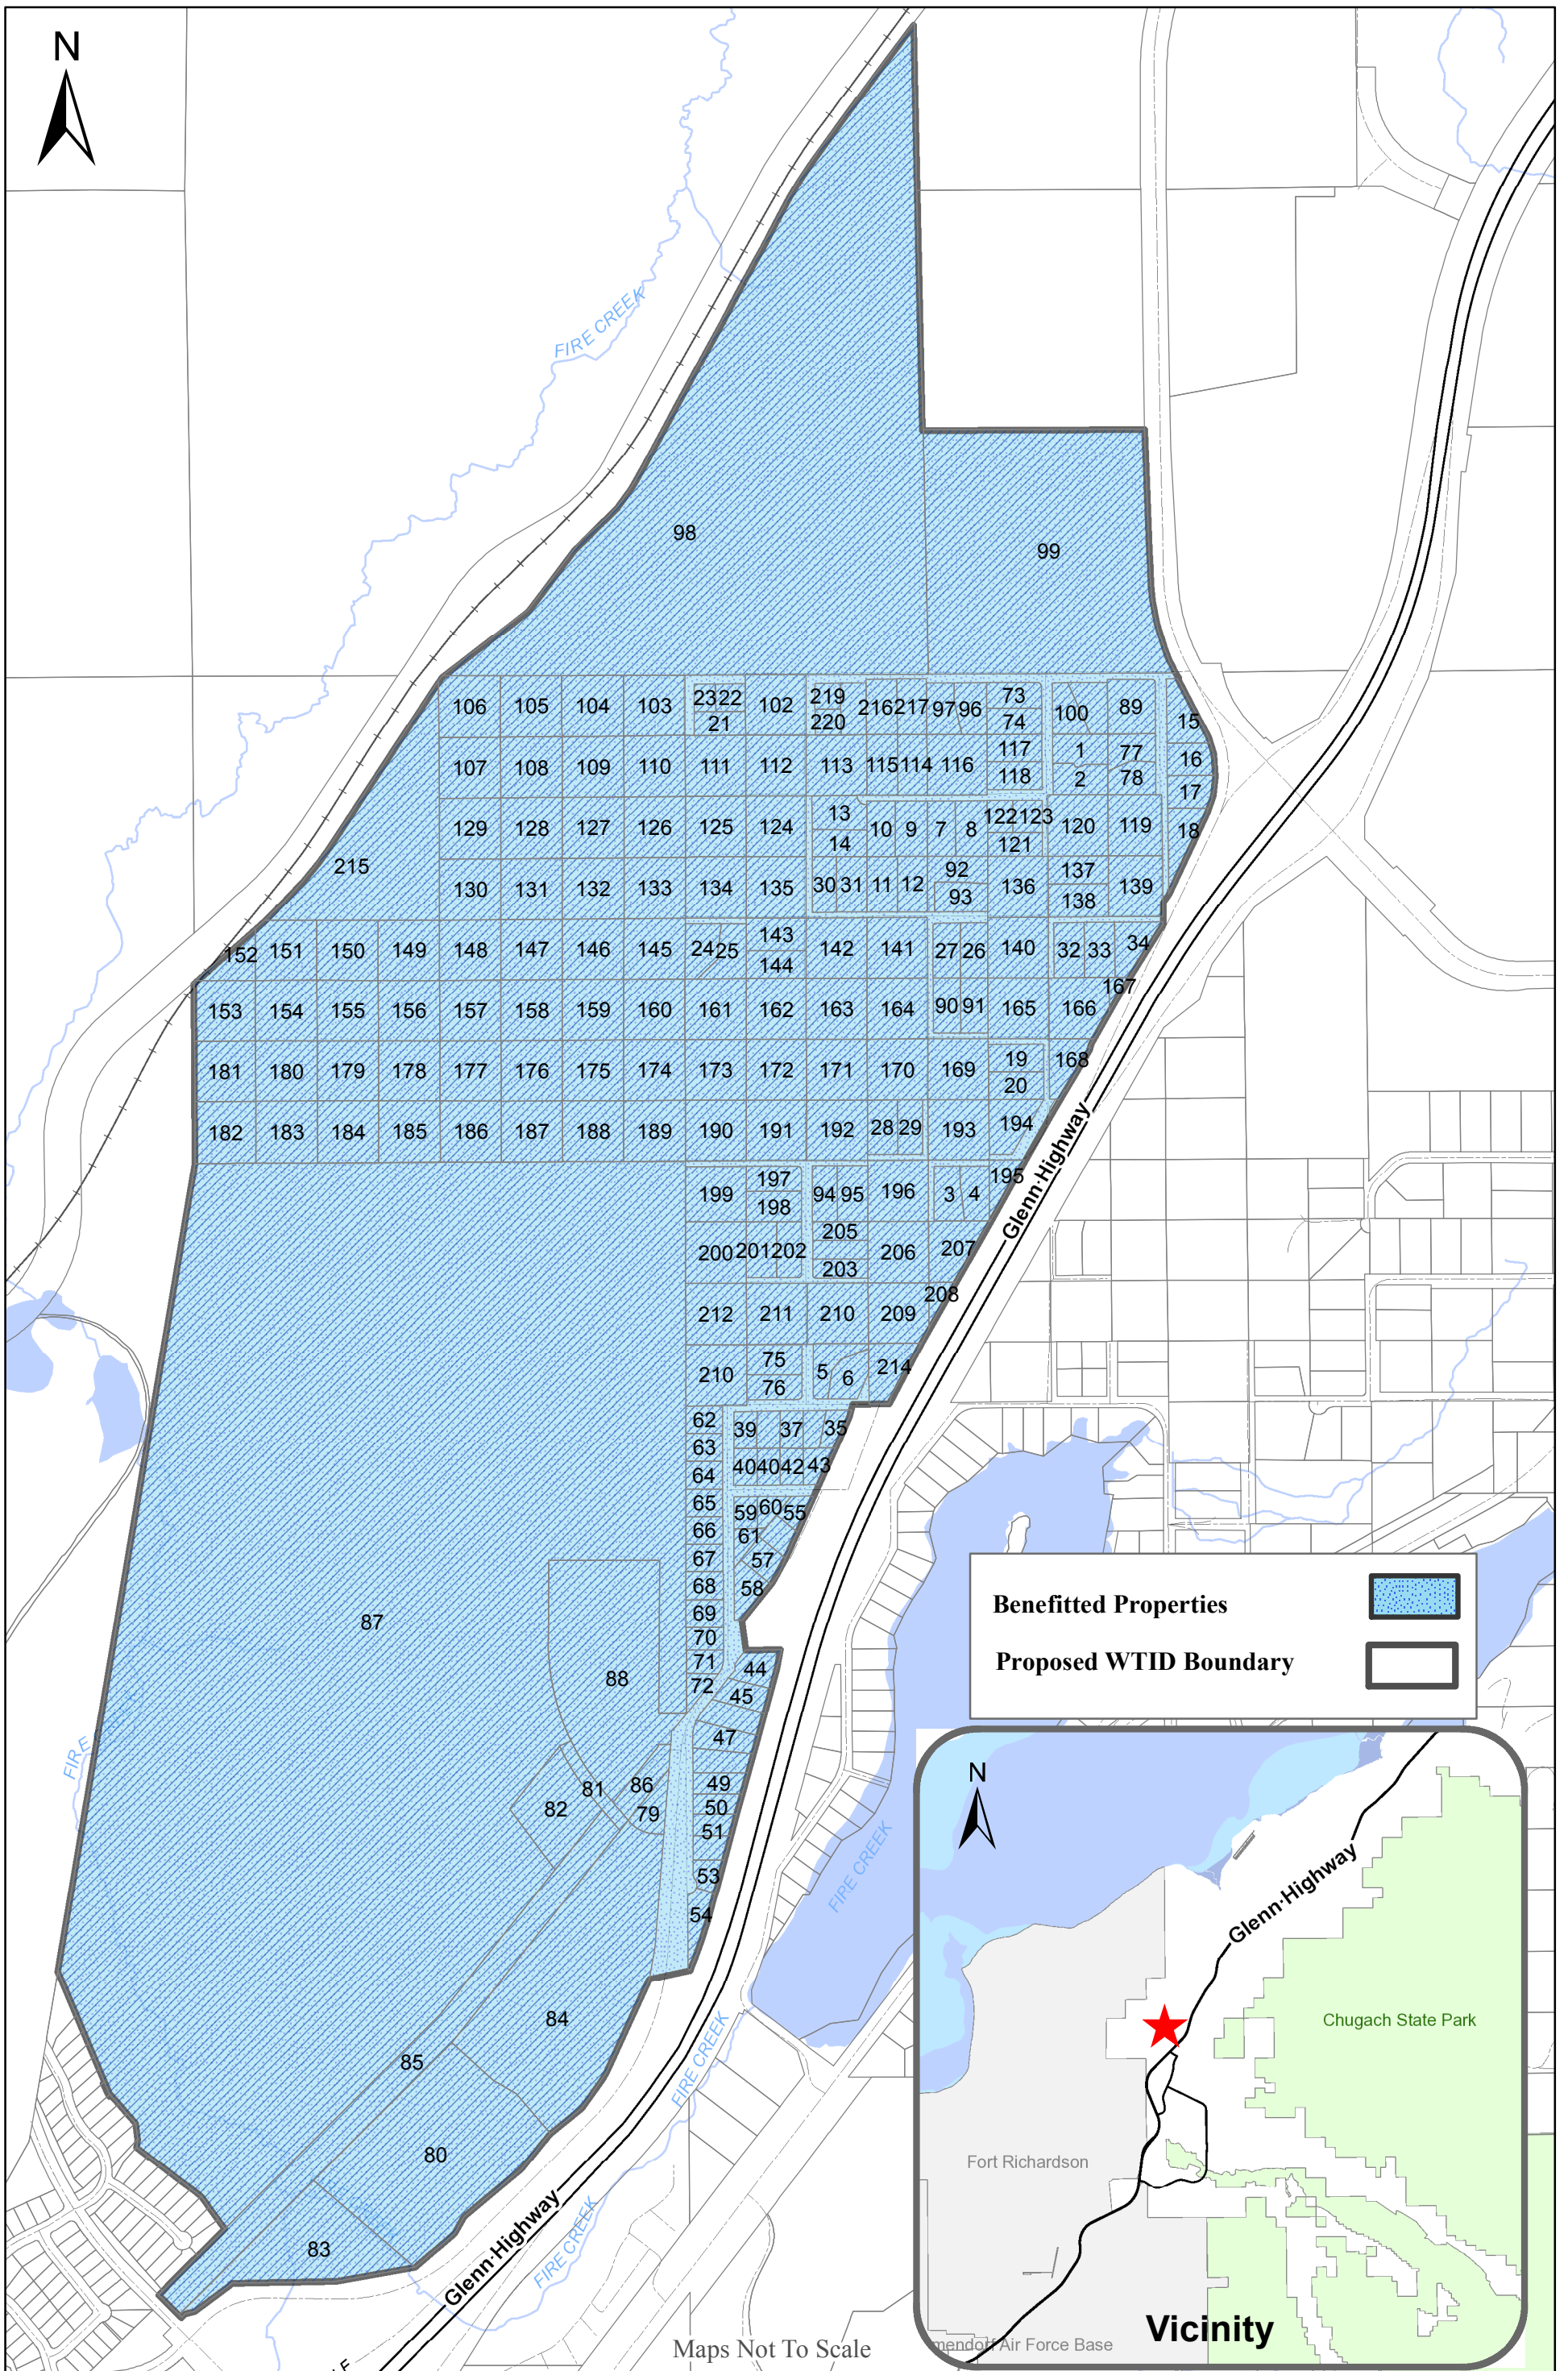 N
FIRE CREEK
98
99
106 105 104 103 23 22 102 219 216 217 97 96 73 100 89 15
21 220 74
107 108 109 110 111 112 113 115 114 116 117 1 77 16
118 2 78 17
129 128 127 126 125 124 13 10 9 7 8 122 123 120 119 18
14 121
215
130 131 132 133 134 135 30 31 11 12 92 136 137 139
93 138
152 151 150 149 148 147 146 145 24 25 143 142 141 27 26 140 32 33 34
144
153 154 155 156 157 158 159 160 161 162 163 164 90 91 165 166 167
181 180 179 178 177 176 175 174 173 172 171 170 169 19 168
20
182 183 184 185 186 187 188 189 190 191 192 28 29 193 194
Glenn Highway
199 197 94 95 196 3 4 195
198
200 201 202 205 206 207
203
208
212 211 210 209
210 75 5 6 214
76
62 39 37 35
63
64 40 40 42 43
65 59 60 55
66 61
67 57
68 58
69
70
71 44
72 45
47
87
88
FIRE
81 86 49
82 79 50
51
53
54
84
85
80
83
FIRE CREEK
FIRE CREEK
FIRE CREEK
Glenn Highway
Benefitted Properties
Proposed WTID Boundary
N
Glenn Highway
Chugach State Park
Fort Richardson
mendorf Air Force Base
Vicinity
Maps Not To Scale